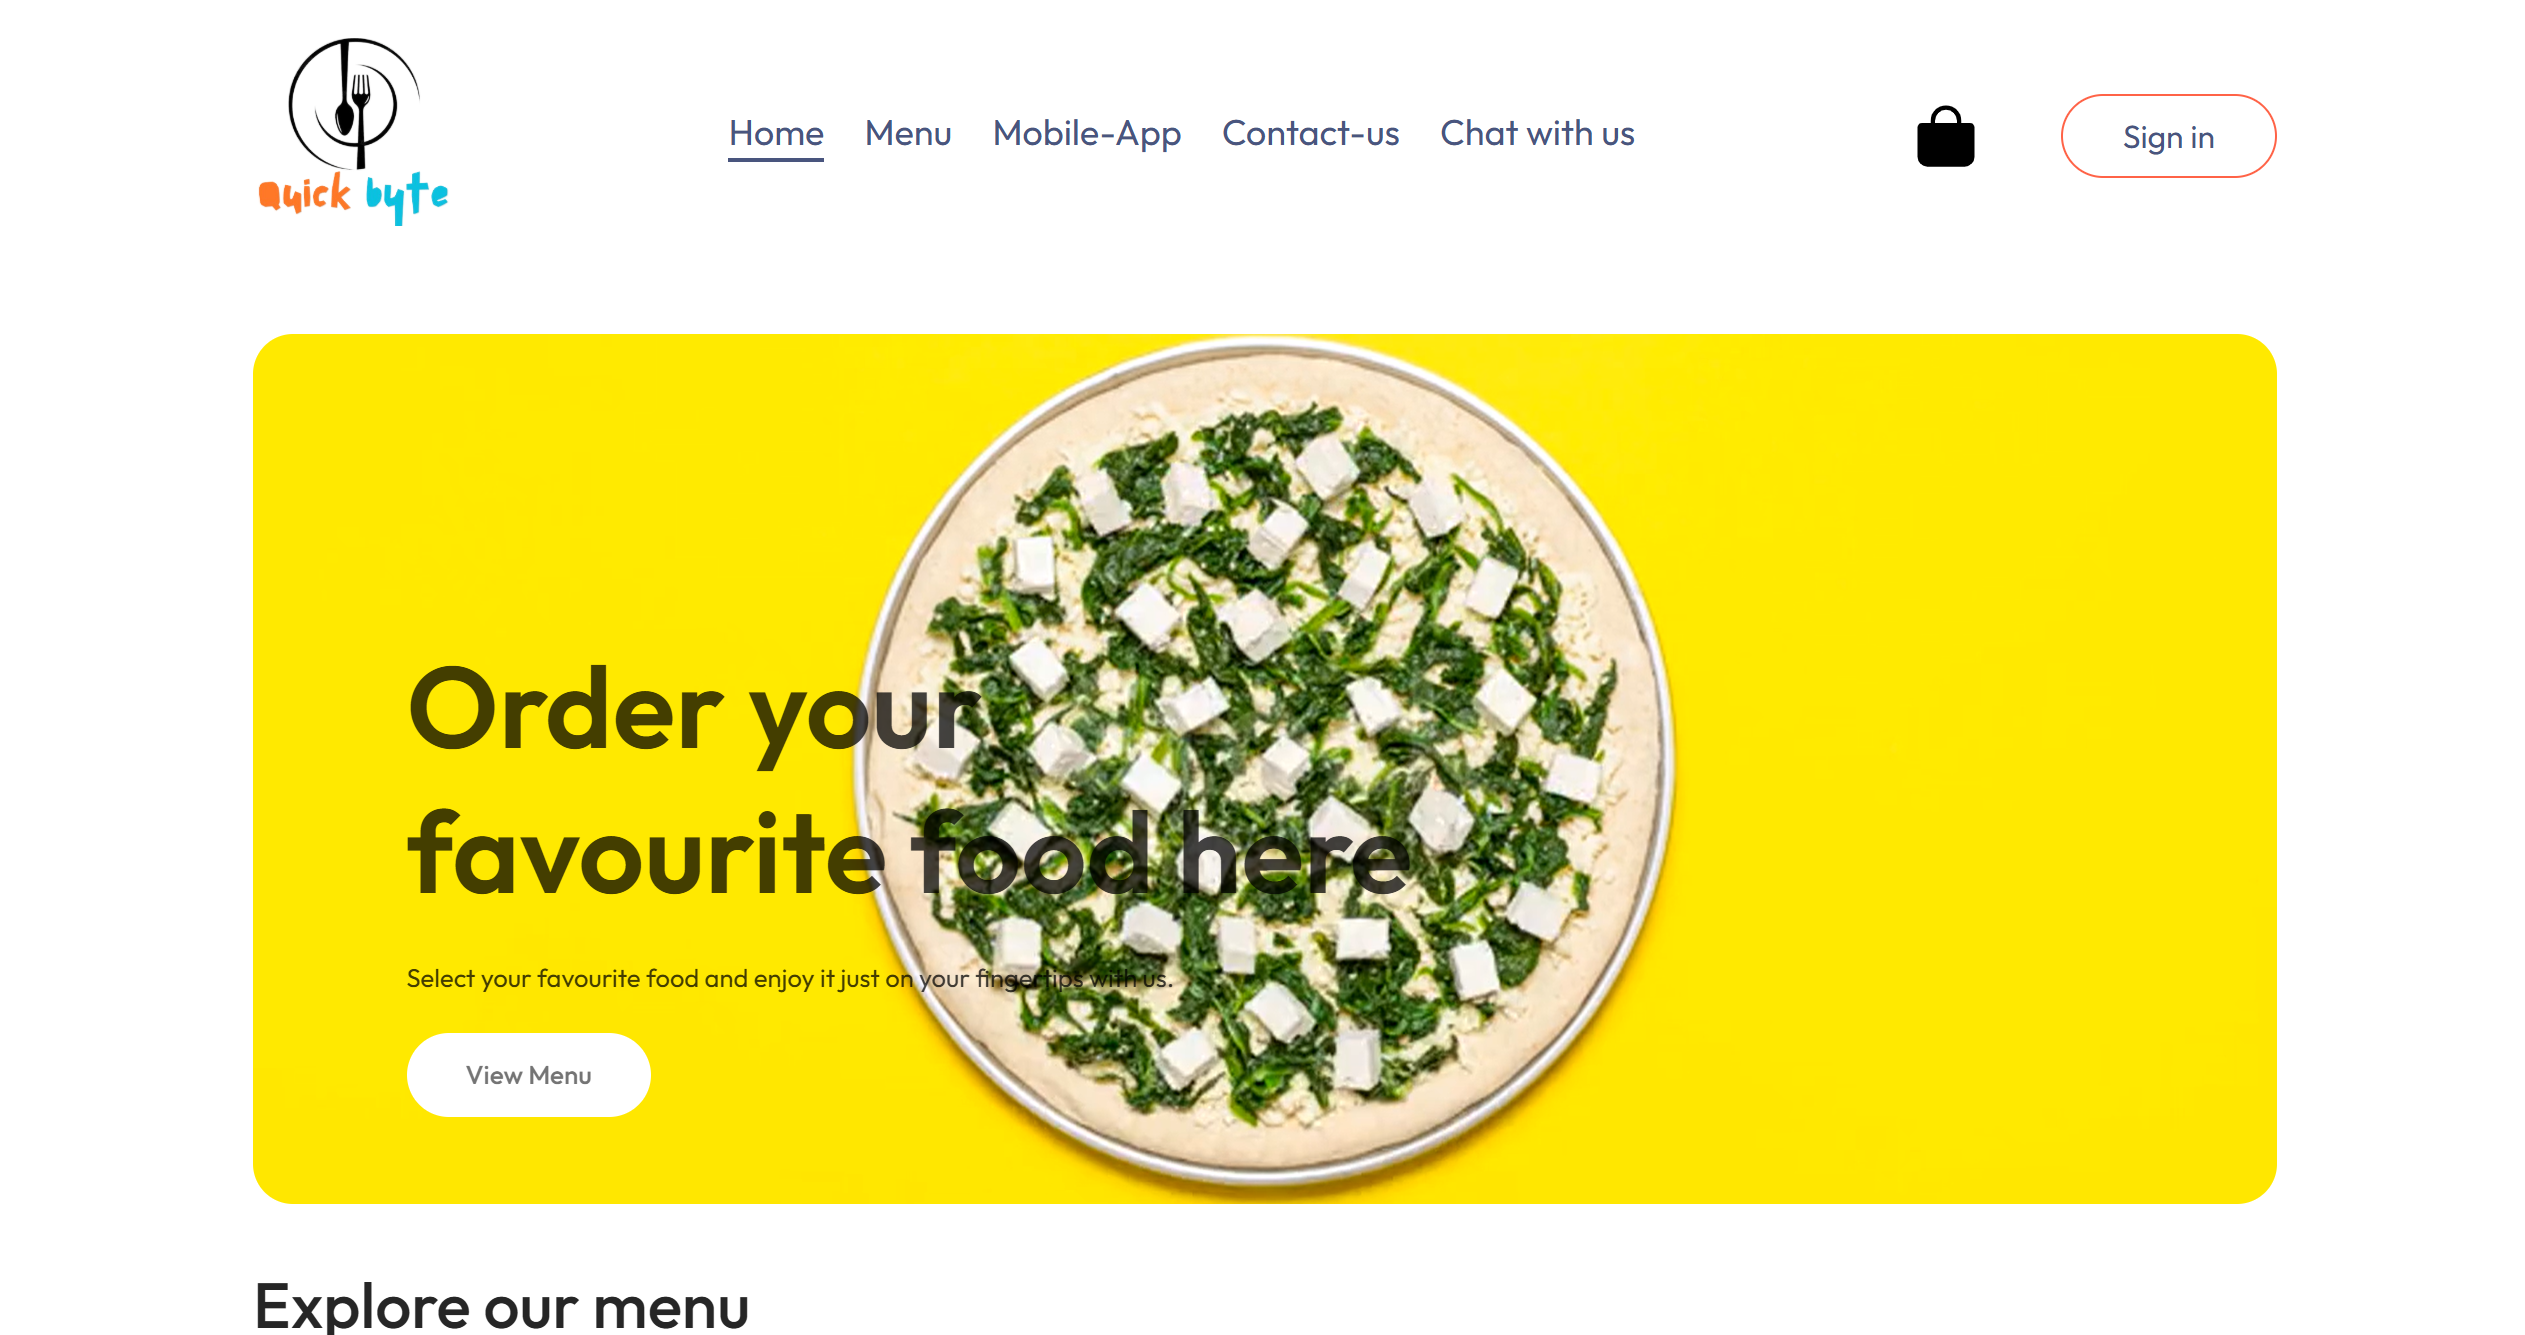 quick byte
Home Menu Mobile-App Contact-us Chat with us Sign in
Order your
favourite food here
Select your favourite food and enjoy it just on your fingertips with us.
View Menu
Explore our menu